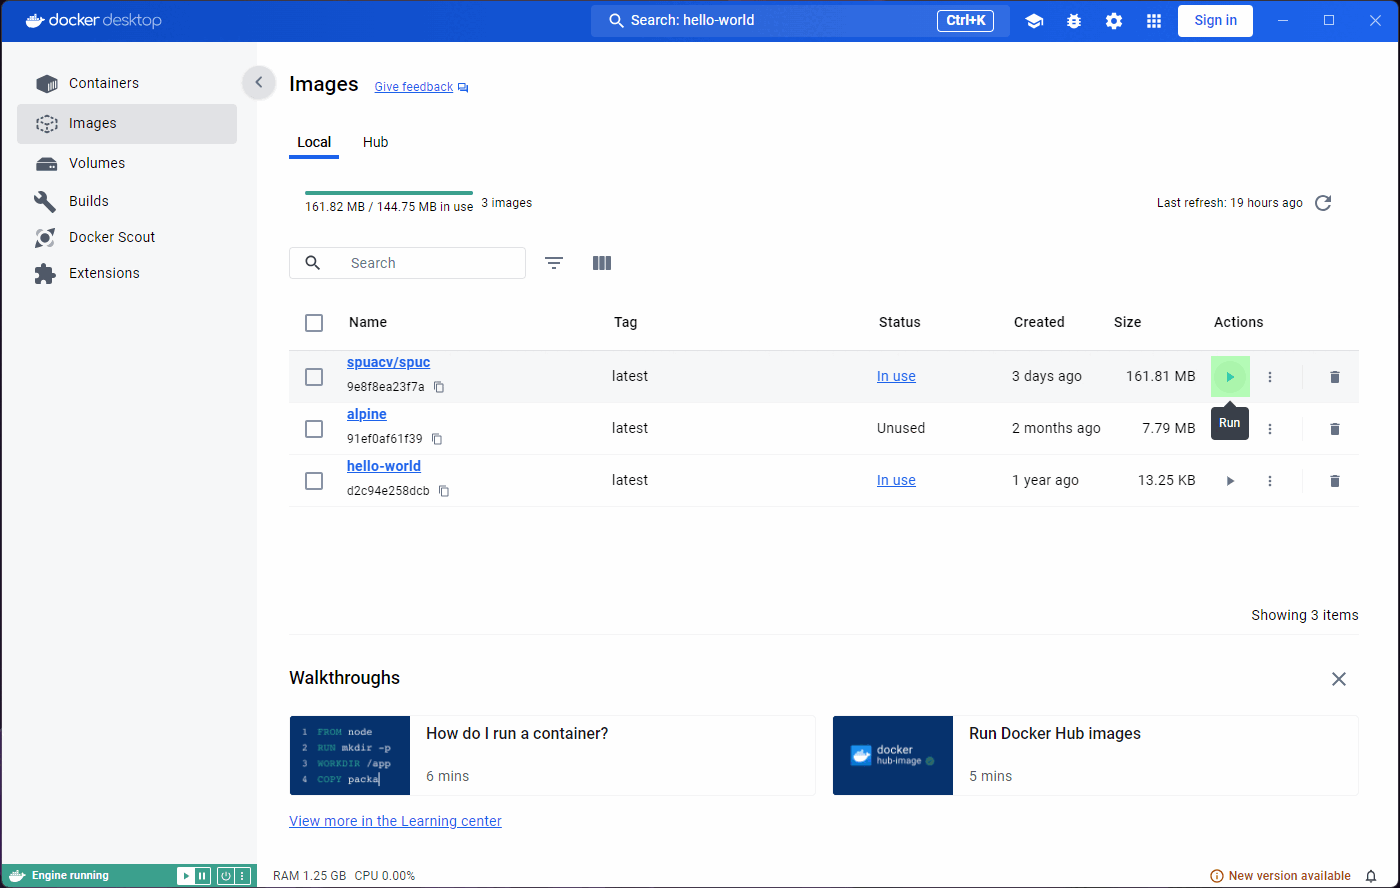 docker desktop
Search: hello-world
Ctrl+K
Sign in
Containers
Images
Volumes
Builds
Docker Scout
Extensions
Images
Give feedback
Local
Hub
161.82 MB / 144.75 MB in use
3 images
Last refresh: 19 hours ago
Search
Name
Tag
Status
Created
Size
Actions
spuacv/spuc
9e8f8ea23f7a
latest
In use
3 days ago
161.81 MB
Run
alpine
91ef0af61f39
latest
Unused
2 months ago
7.79 MB
hello-world
d2c94e258dcb
latest
In use
1 year ago
13.25 KB
Showing 3 items
Walkthroughs
1 FROM node
2 RUN mkdir -p
3 WORKDIR /app
4 COPY packa
How do I run a container?
6 mins
docker
hub-image
Run Docker Hub images
5 mins
View more in the Learning center
Engine running
RAM 1.25 GB CPU 0.00%
New version available